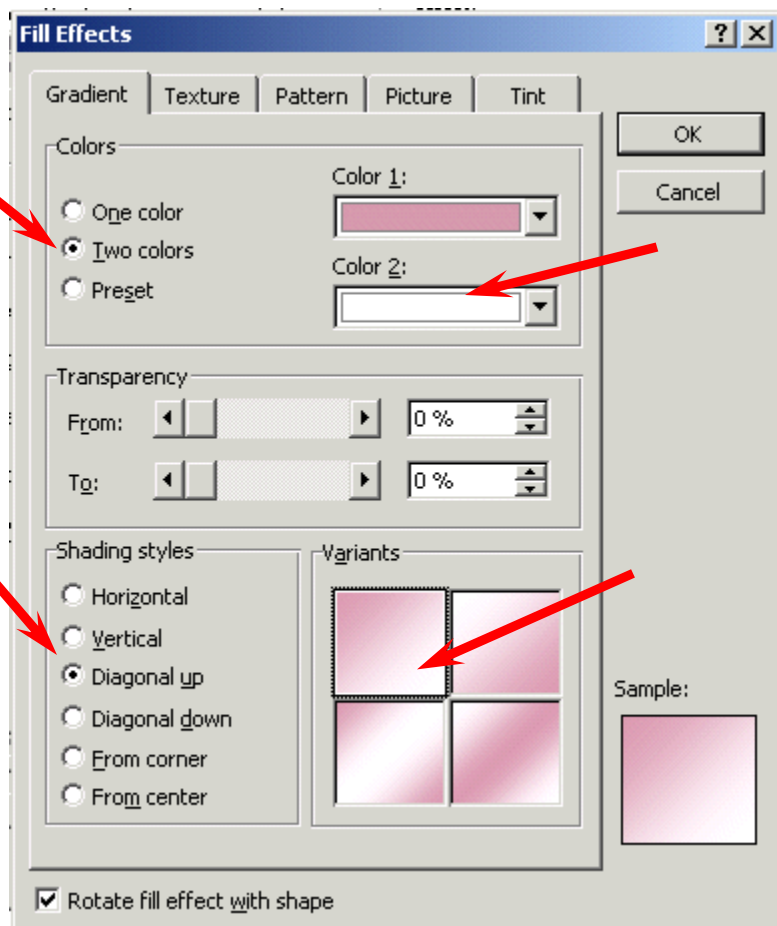 Fill Effects
Gradient Texture Pattern Picture Tint
OK
Cancel
Colors
One color
Two colors
Preset
Color 1:
Color 2:
Transparency
From: 0 %
To: 0 %
Shading styles
Horizontal
Vertical
Diagonal up
Diagonal down
From corner
From center
Variants
Sample:
Rotate fill effect with shape